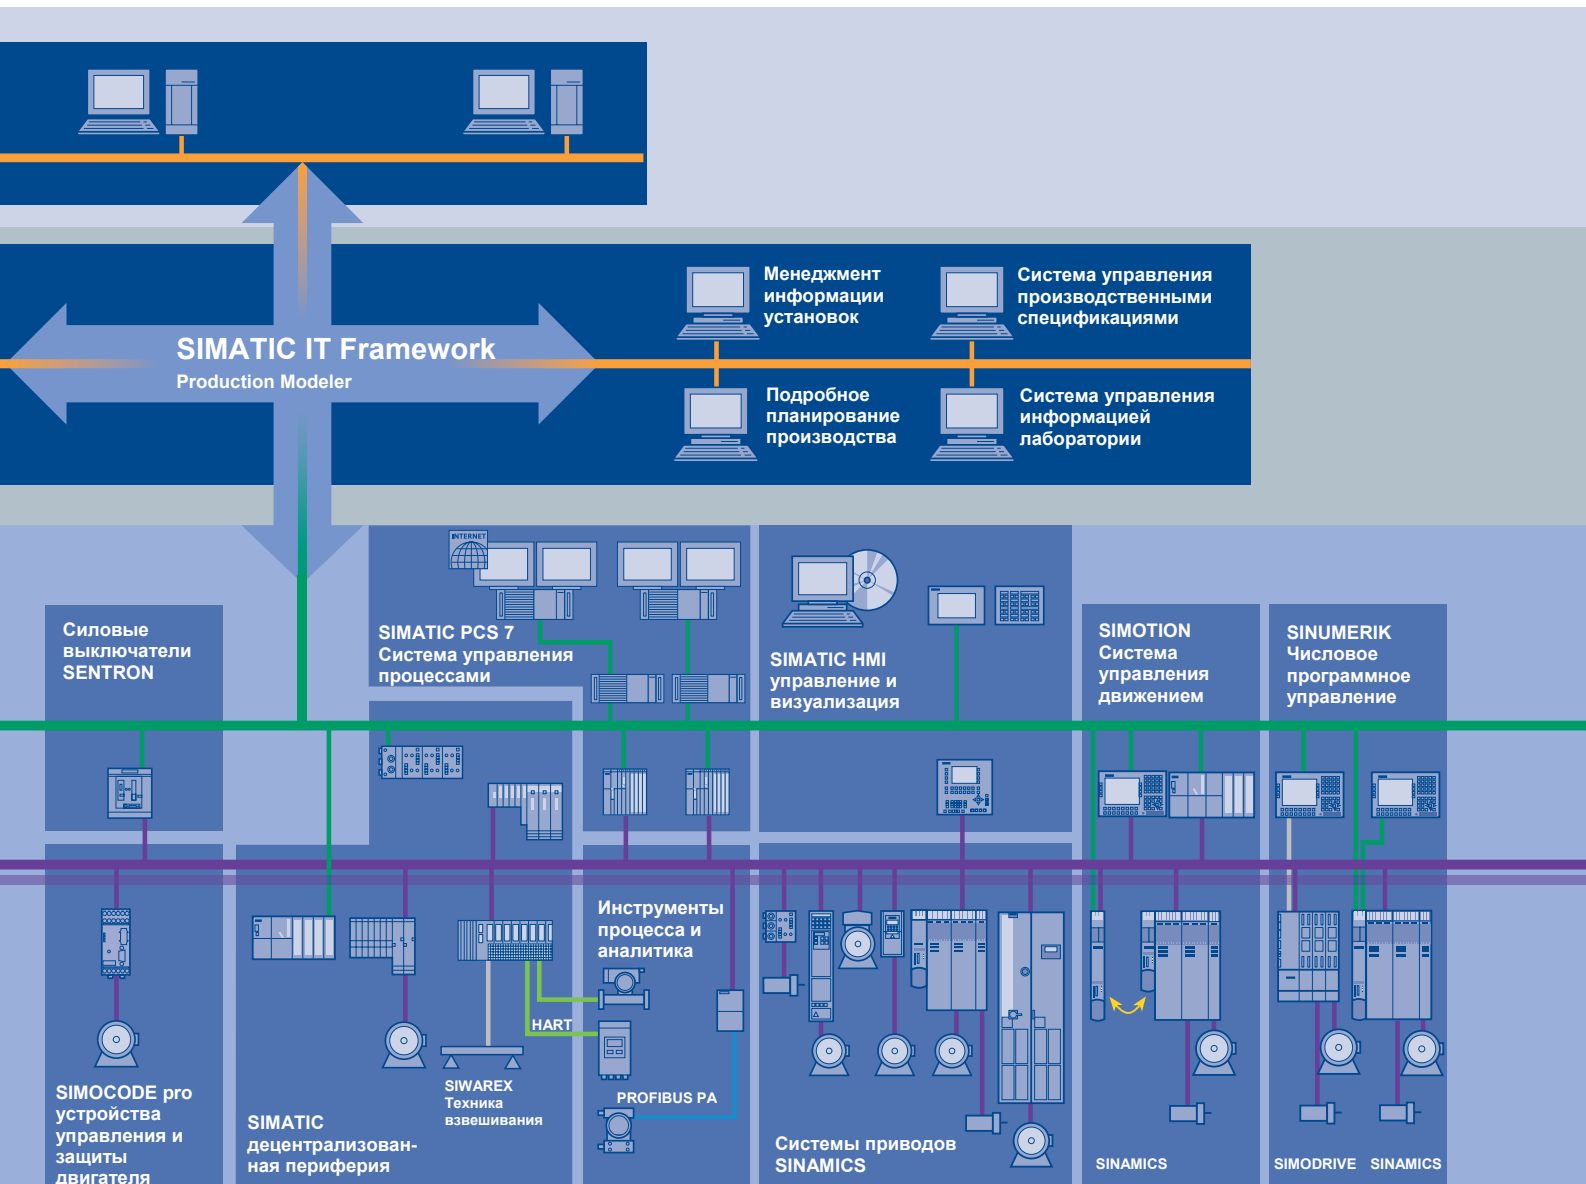 SIMATIC IT Framework
Production Modeler
Менеджмент
информации
установок
Система управления
производственными
спецификациями
Подробное
планирование
производства
Система управления
информацией
лаборатории
INTERNET
Силовые
выключатели
SENTRON
SIMATIC PCS 7
Система управления
процессами
SIMATIC HMI
управление и
визуализация
SIMOTION
Система
управления
движением
SINUMERIK
Числовое
программное
управление
Инструменты
процесса и
аналитика
HART
PROFIBUS PA
SIMOCODE pro
устройства
управления и
защиты
двигателя
SIMATIC
децентрализован-
ная периферия
SIWAREX
Техника
взвешивания
Системы приводов
SINAMICS
SINAMICS
SIMODRIVE
SINAMICS